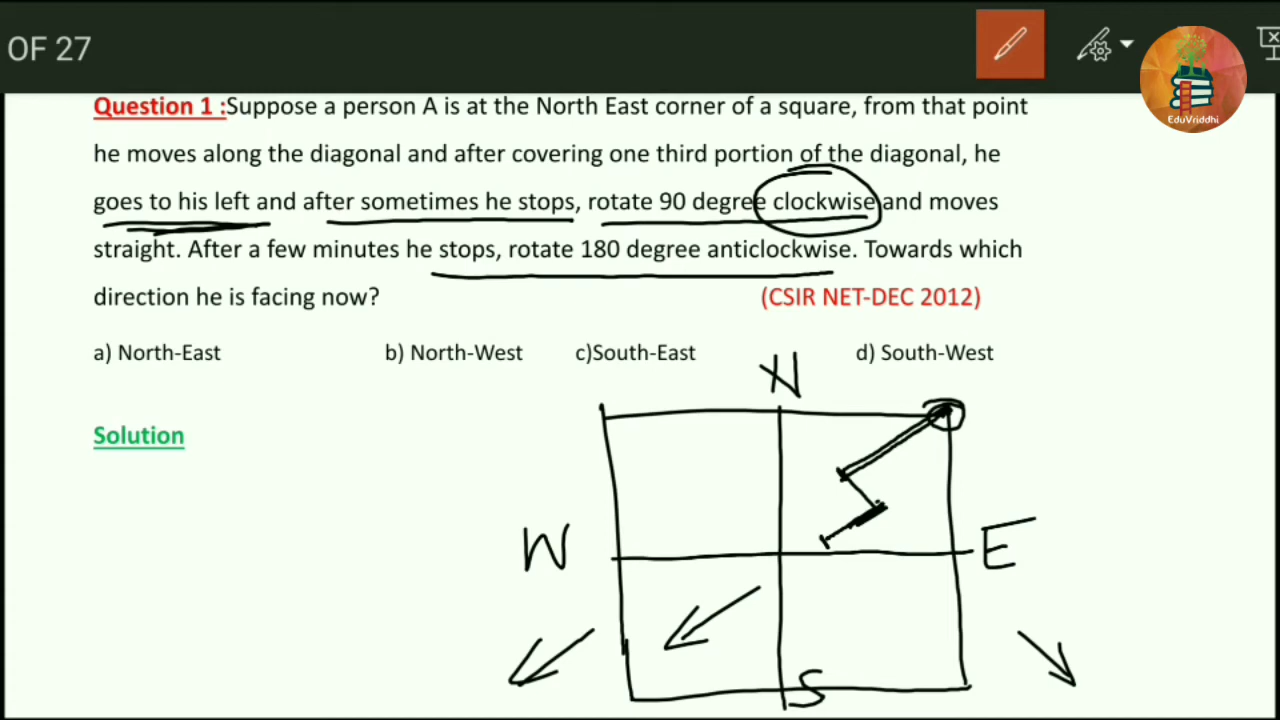 OF 27
EduVriddhi
Question 1 :Suppose a person A is at the North East corner of a square, from that point
he moves along the diagonal and after covering one third portion of the diagonal, he
goes to his left and after sometimes he stops, rotate 90 degree clockwise and moves
straight. After a few minutes he stops, rotate 180 degree anticlockwise. Towards which
direction he is facing now?
(CSIR NET-DEC 2012)
a) North-East b) North-West c)South-East d) South-West
N
Solution
W
E
S